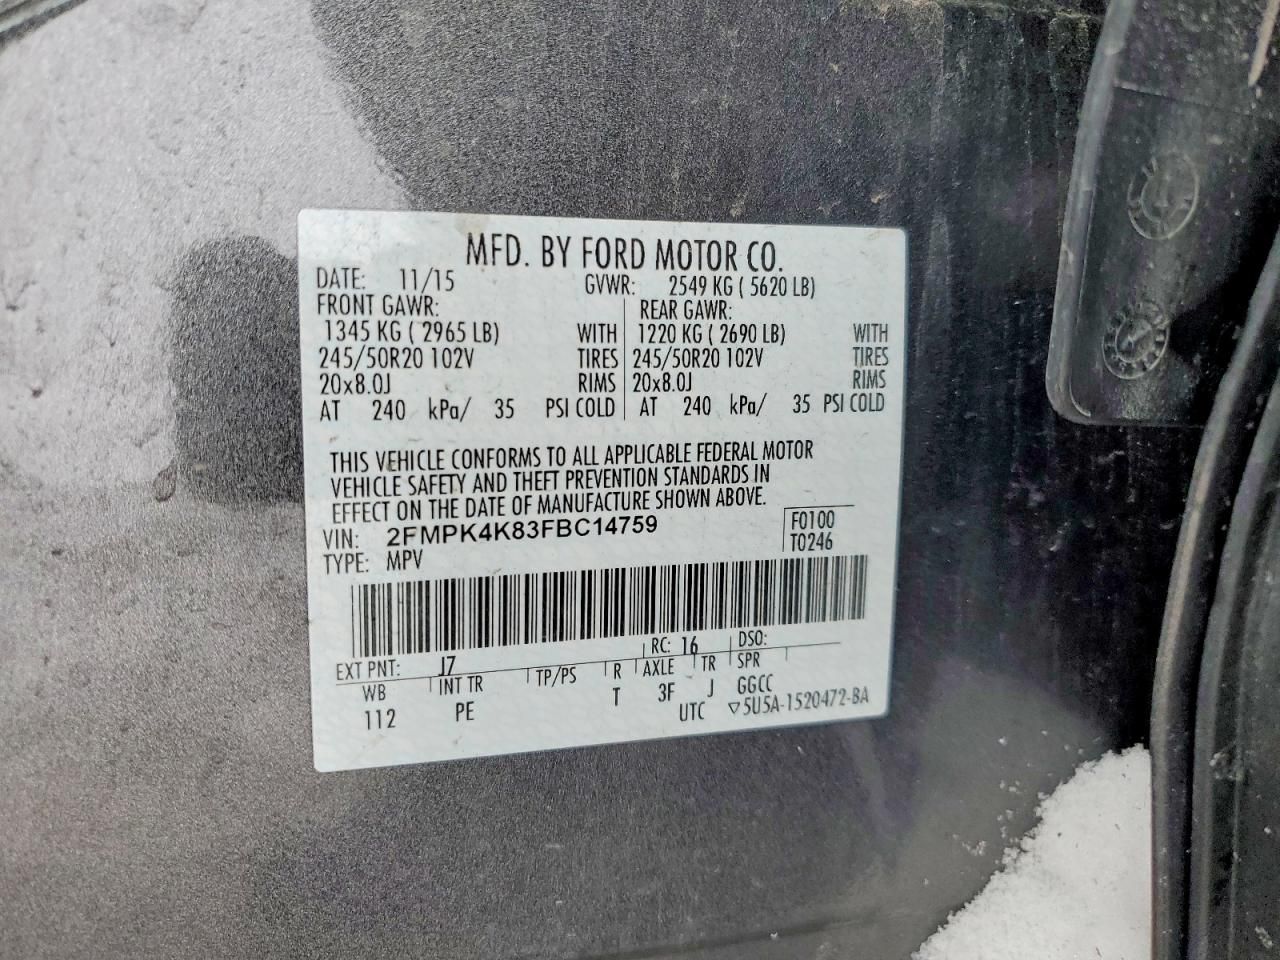 MFD. BY FORD MOTOR CO.
DATE: 11/15 GVWR: 2549 KG ( 5620 LB)
FRONT GAWR: REAR GAWR:
1345 KG ( 2965 LB) WITH 1220 KG ( 2690 LB) WITH
245/50R20 102V TIRES 245/50R20 102V TIRES
20x8.0J RIMS 20x8.0J RIMS
AT 240 kPa/ 35 PSI COLD AT 240 kPa/ 35 PSI COLD
THIS VEHICLE CONFORMS TO ALL APPLICABLE FEDERAL MOTOR
VEHICLE SAFETY AND THEFT PREVENTION STANDARDS IN
EFFECT ON THE DATE OF MANUFACTURE SHOWN ABOVE.
VIN: 2FMPK4K83FBC14759 F0100
TYPE: MPV T0246
EXT PNT: J7 RC: 16 DSO:
WB INT TR TP/PS R AXLE TR SPR
112 PE T 3F J GGCC
UTC ▽5U5A-1520472-BA